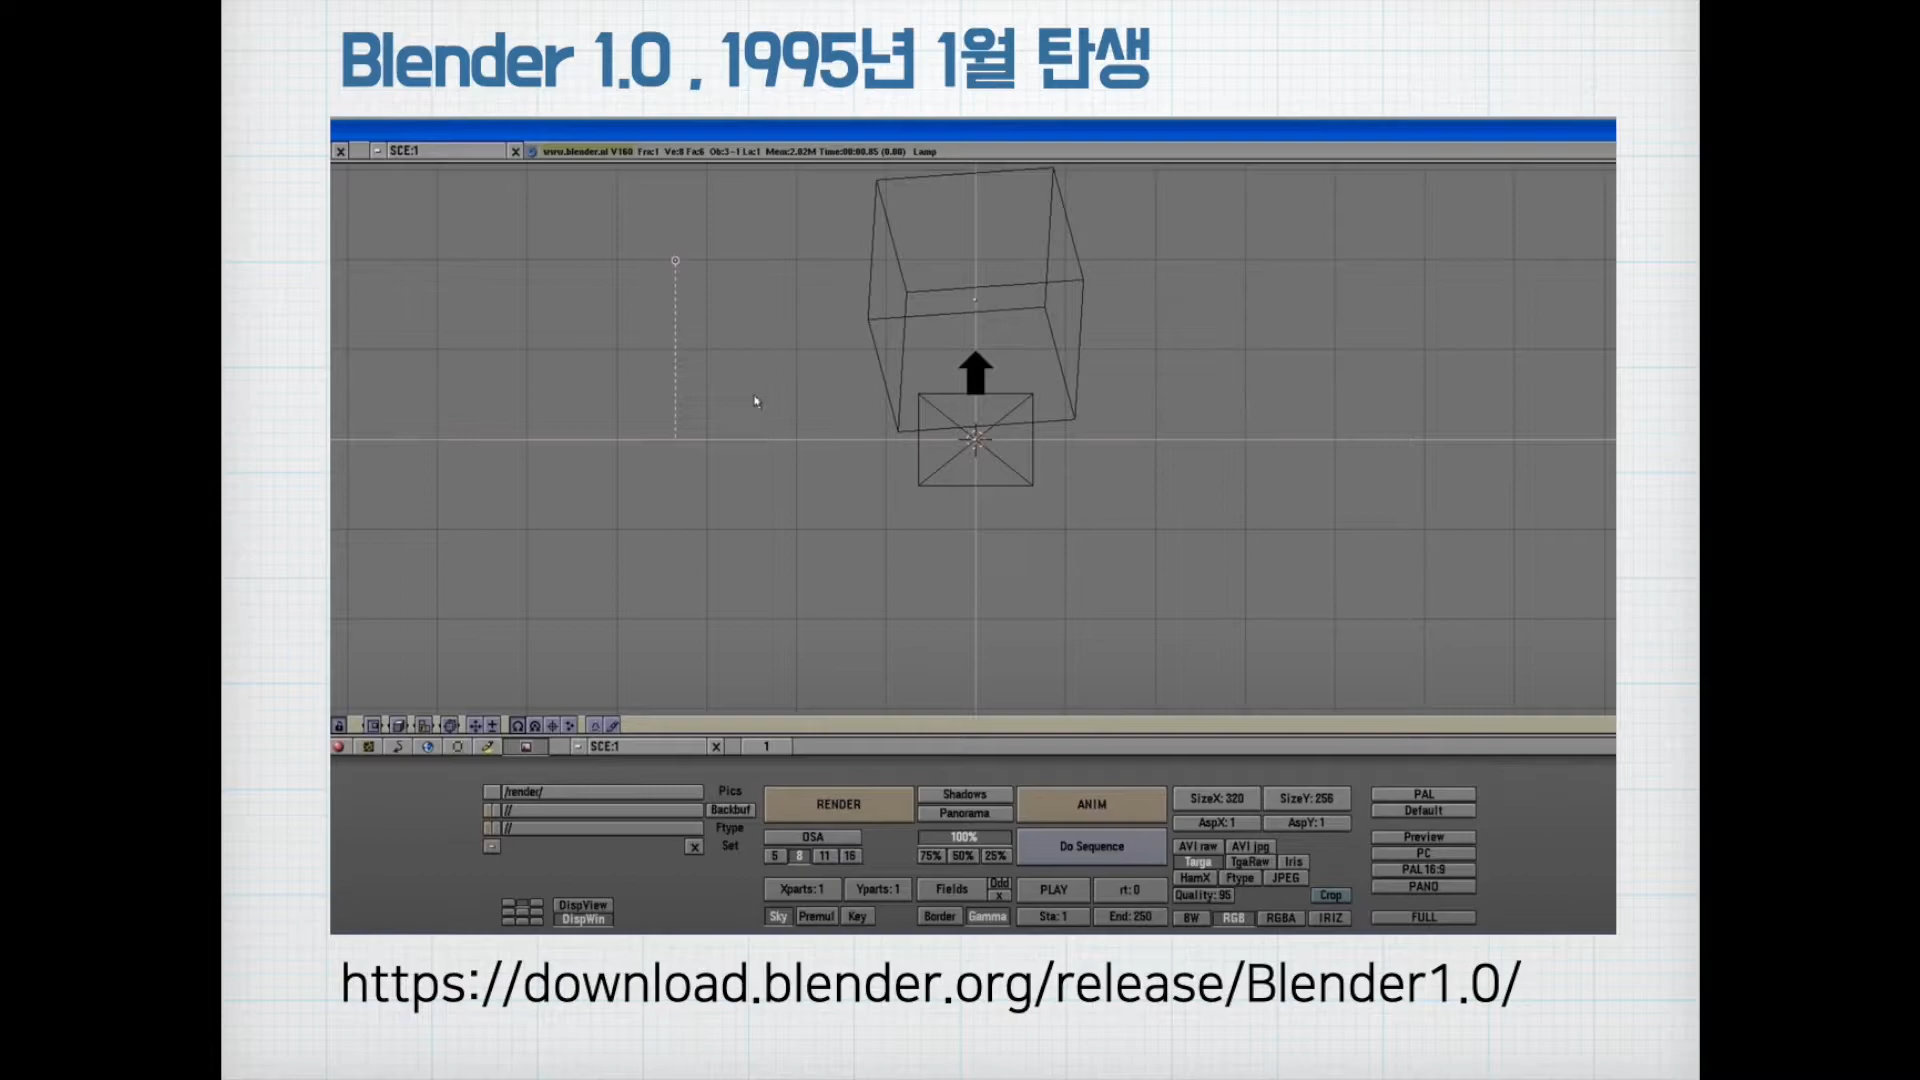 Blender 1.0 , 1995년 1월 탄생
SCE:1
www.blender.nl V160 Fra:1 Ve:8 Fa:6 Ob:3-1 La:1 Mem:2.02M Time:00:00.85 (0.00) Lamp
SCE:1
1
/render/
Pics
//
Backbuf
//
Ftype
Set
DispView
DispWin
RENDER
OSA
5 8 11 16
Xparts: 1 Yparts: 1
Sky Premul Key
Shadows
Panorama
100%
75% 50% 25%
Fields Odd
x
Border Gamma
ANIM
Do Sequence
PLAY rt: 0
Sta: 1 End: 250
SizeX: 320 SizeY: 256
AspX: 1 AspY: 1
AVI raw AVI jpg
Targa TgaRaw Iris
HamX Ftype JPEG
Quality: 95 Crop
BW RGB RGBA IRIZ
PAL
Default
Preview
PC
PAL 16:9
PANO
FULL
https://download.blender.org/release/Blender1.0/